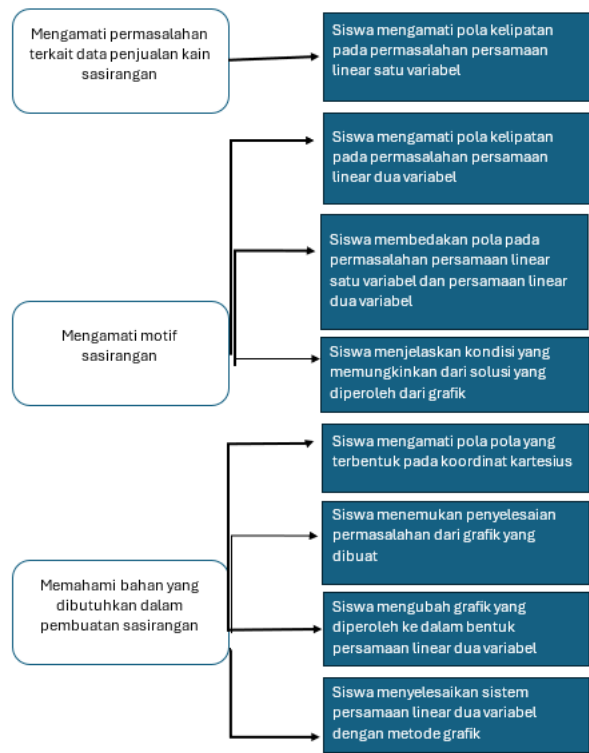 Mengamati permasalahan
terkait data penjualan kain
sasirangan
Siswa mengamati pola kelipatan
pada permasalahan persamaan
linear satu variabel
Siswa mengamati pola kelipatan
pada permasalahan persamaan
linear dua variabel
Siswa membedakan pola pada
permasalahan persamaan linear
satu variabel dan persamaan linear
dua variabel
Mengamati motif
sasirangan
Siswa menjelaskan kondisi yang
memungkinkan dari solusi yang
diperoleh dari grafik
Siswa mengamati pola pola yang
terbentuk pada koordinat kartesius
Siswa menemukan penyelesaian
permasalahan dari grafik yang
dibuat
Memahami bahan yang
dibutuhkan dalam
pembuatan sasirangan
Siswa mengubah grafik yang
diperoleh ke dalam bentuk
persamaan linear dua variabel
Siswa menyelesaikan sistem
persamaan linear dua variabel
dengan metode grafik